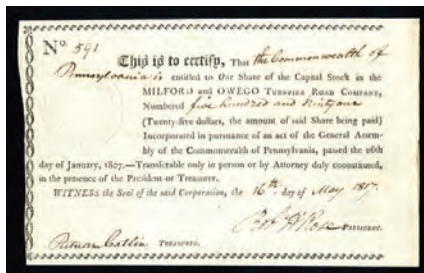 No. 591
This is to certify, That the Commonwealth of
Pennsylvania is entitled to One Share of the Capital Stock in the
MILFORD and OWEGO TURNPIKE ROAD COMPANY,
Numbered five hundred and Ninty one
(Twenty-five dollars, the amount of said Share being paid)
Incorporated in pursuance of an act of the General Assem-
bly of the Commonwealth of Pennsylvania, passed the 26th
day of January, 1807.—Transferable only in person or by Attorney duly constituted,
in the presence of the President or Treasurer.
WITNESS the Seal of the said Corporation, the 16th day of May 1817.
Rob H Rose PRESIDENT.
Putnam Catlin TREASURER.